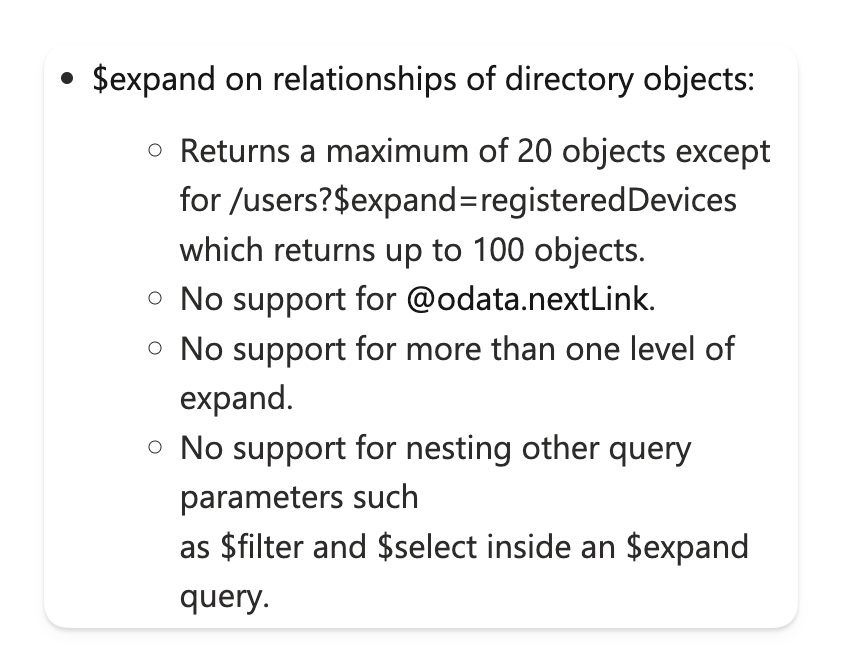 • $expand on relationships of directory objects:
○ Returns a maximum of 20 objects except
for /users?$expand=registeredDevices
which returns up to 100 objects.
○ No support for @odata.nextLink.
○ No support for more than one level of
expand.
○ No support for nesting other query
parameters such
as $filter and $select inside an $expand
query.